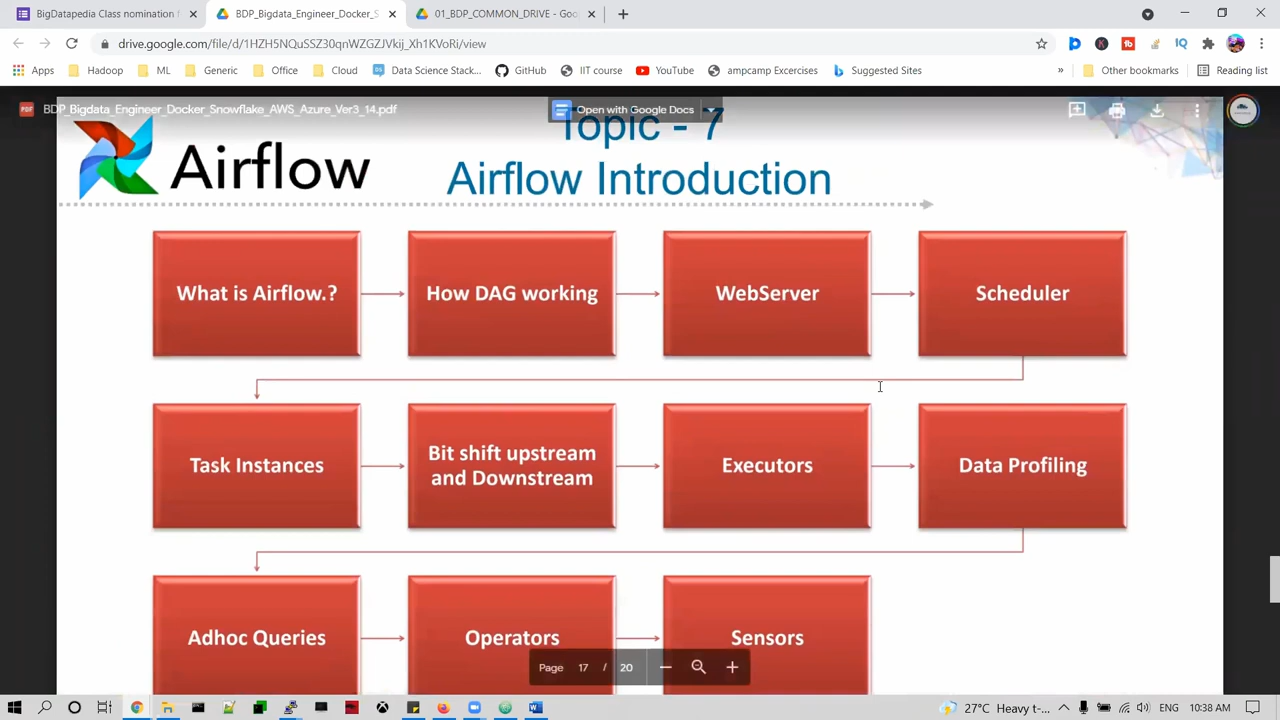 BigDatapedia Class nomination f
BDP_Bigdata_Engineer_Docker_S
01_BDP_COMMON_DRIVE - Goo
drive.google.com/file/d/1HZH5NQuSSZ30qnWZGZJVkij_Xh1KVoRi/view
Apps
Hadoop
ML
Generic
Office
Cloud
Data Science Stack...
GitHub
IIT course
YouTube
ampcamp Excercises
Suggested Sites
»
Other bookmarks
Reading list
BDP_Bigdata_Engineer_Docker_Snowflake_AWS_Azure_Ver3_14.pdf
Open with Google Docs
Airflow
Topic - 7
Airflow Introduction
What is Airflow.?
How DAG working
WebServer
Scheduler
Task Instances
Bit shift upstream
and Downstream
Executors
Data Profiling
Adhoc Queries
Operators
Sensors
Page 17 / 20
27°C Heavy t-...
ENG
10:38 AM